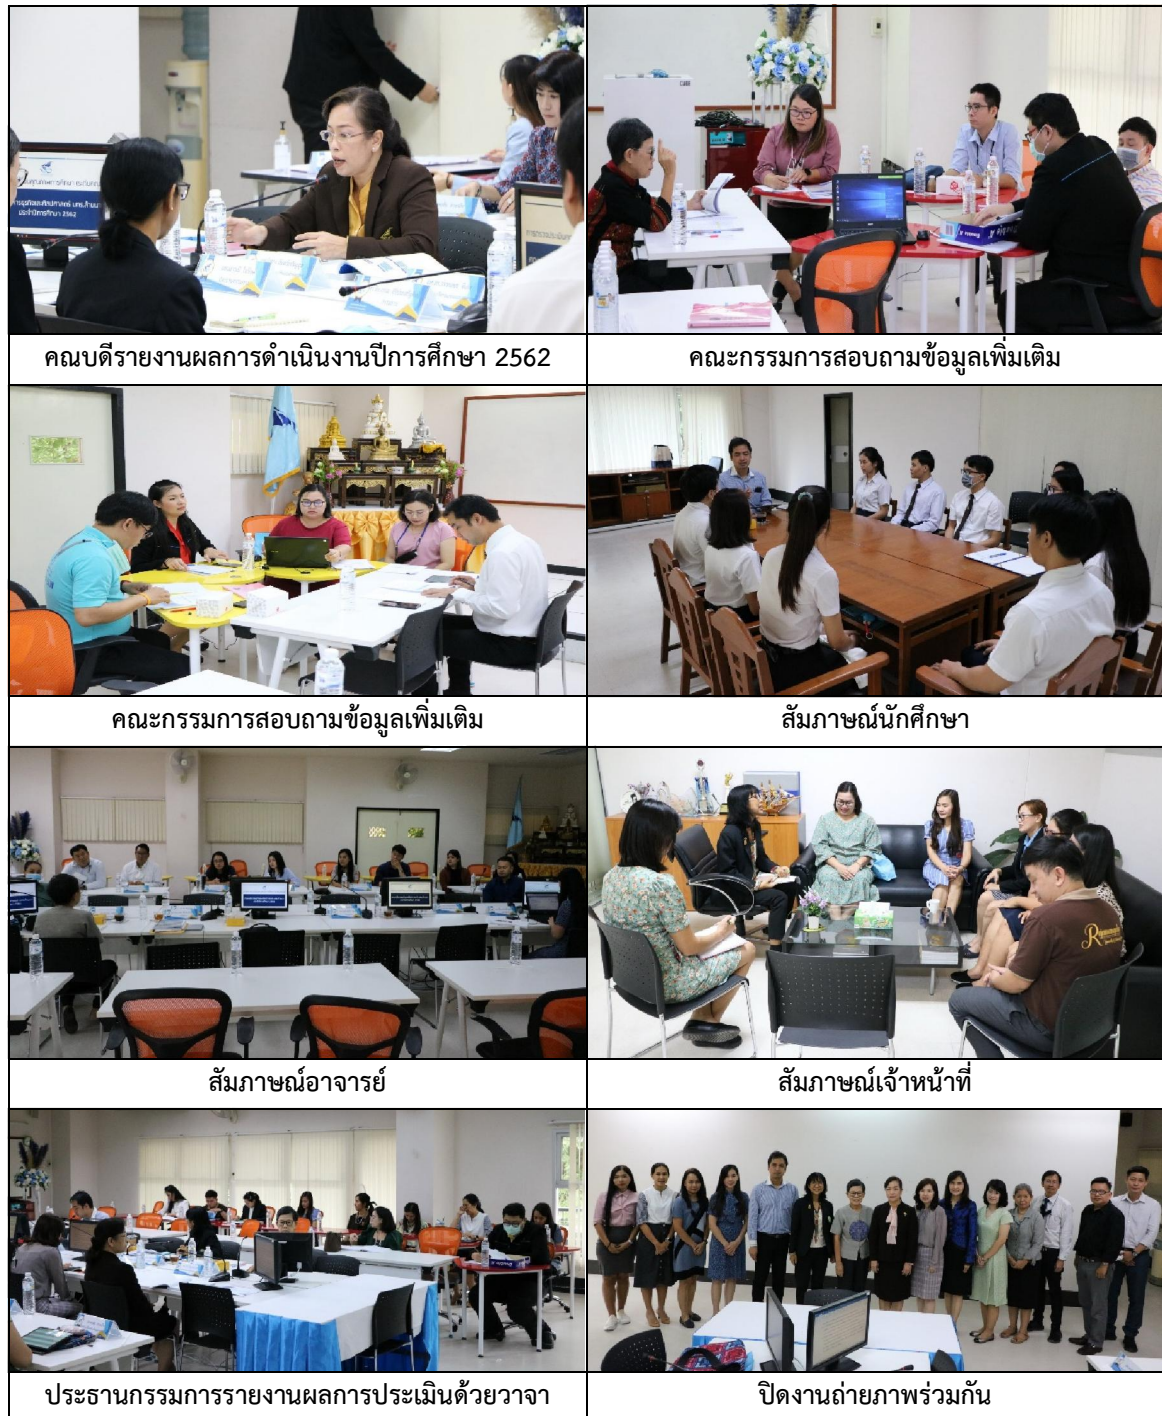 คณบดีรายงานผลการดำเนินงานปีการศึกษา 2562
คณะกรรมการสอบถามข้อมูลเพิ่มเติม
คณะกรรมการสอบถามข้อมูลเพิ่มเติม
สัมภาษณ์นักศึกษา
สัมภาษณ์อาจารย์
สัมภาษณ์เจ้าหน้าที่
ประธานกรรมการรายงานผลการประเมินด้วยวาจา
ปิดงานถ่ายภาพร่วมกัน